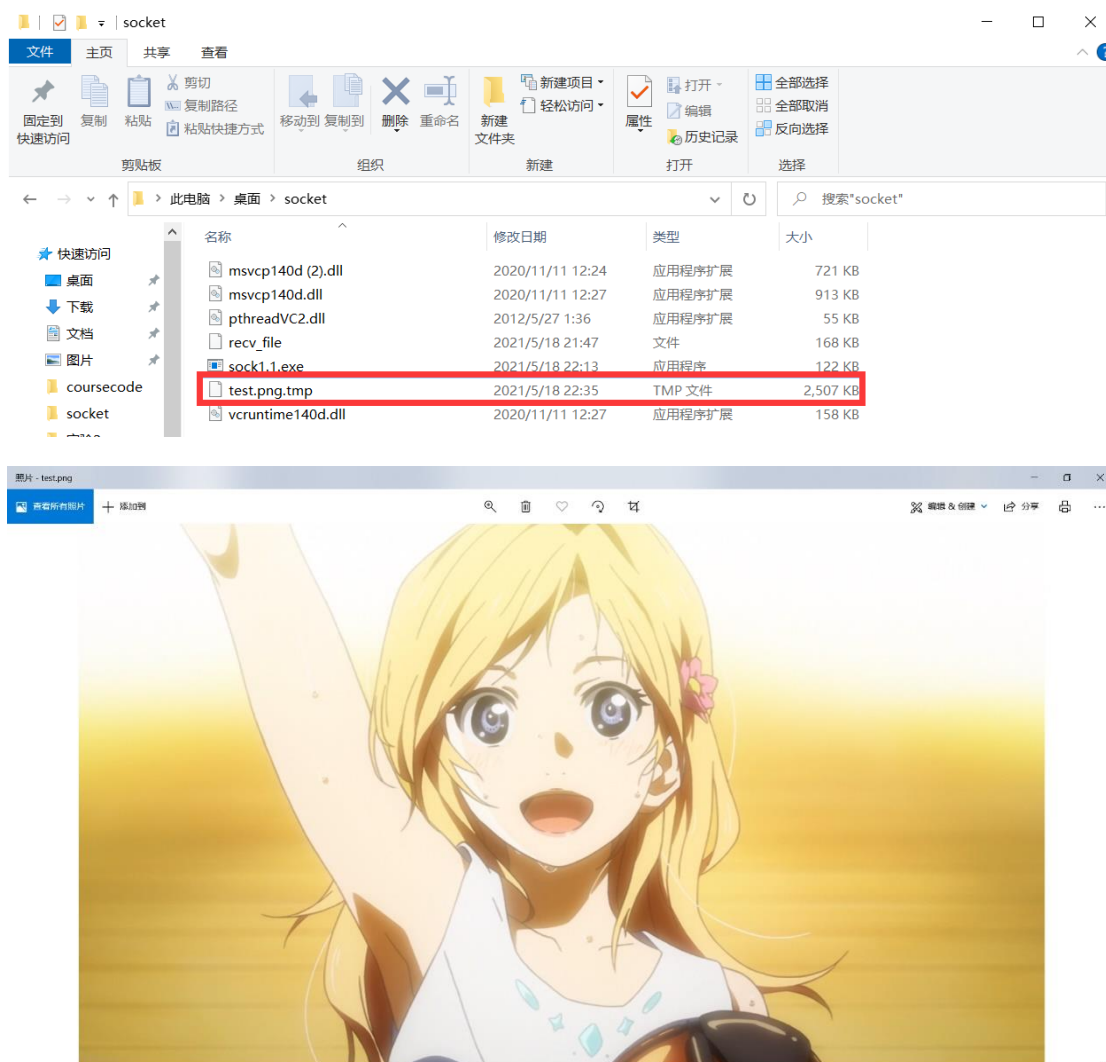 socket
文件 主页 共享 查看
固定到快速访问
复制
粘贴
剪切
复制路径
粘贴快捷方式
剪贴板
移动到 复制到 删除 重命名
组织
新建文件夹
新建项目
轻松访问
新建
属性
打开
编辑
历史记录
打开
全部选择
全部取消
反向选择
选择
此电脑 桌面 socket
搜索"socket"
快速访问
桌面
下载
文档
图片
coursecode
socket
名称 修改日期 类型 大小
msvcp140d (2).dll 2020/11/11 12:24 应用程序扩展 721 KB
msvcp140d.dll 2020/11/11 12:27 应用程序扩展 913 KB
pthreadVC2.dll 2012/5/27 1:36 应用程序扩展 55 KB
recv_file 2021/5/18 21:47 文件 168 KB
sock1.1.exe 2021/5/18 22:13 应用程序 122 KB
test.png.tmp 2021/5/18 22:35 TMP 文件 2,507 KB
vcruntime140d.dll 2020/11/11 12:27 应用程序扩展 158 KB
照片 - test.png
查看所有照片 添加到 编辑 & 创建 分享